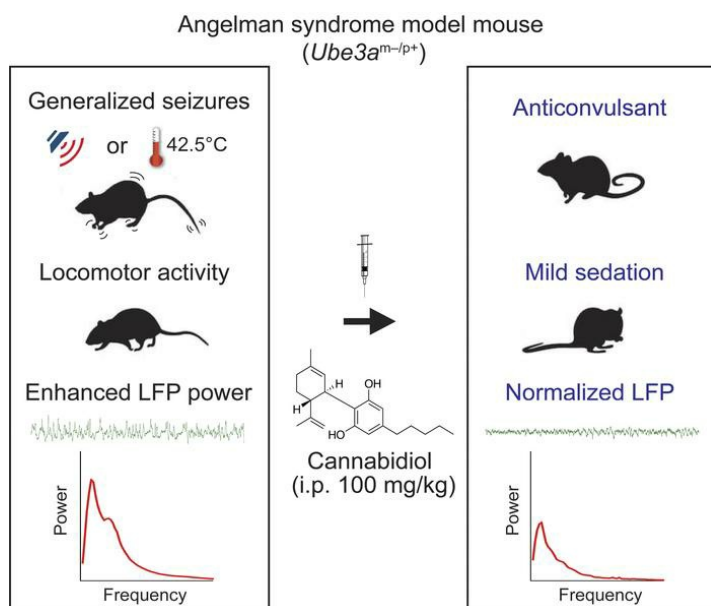 Angelman syndrome model mouse
(Ube3aᵐ⁻/ᵖ⁺)
Generalized seizures
or
42.5°C
Locomotor activity
Enhanced LFP power
Power
Frequency
H
OH
H
HO
Cannabidiol
(i.p. 100 mg/kg)
Anticonvulsant
Mild sedation
Normalized LFP
Power
Frequency